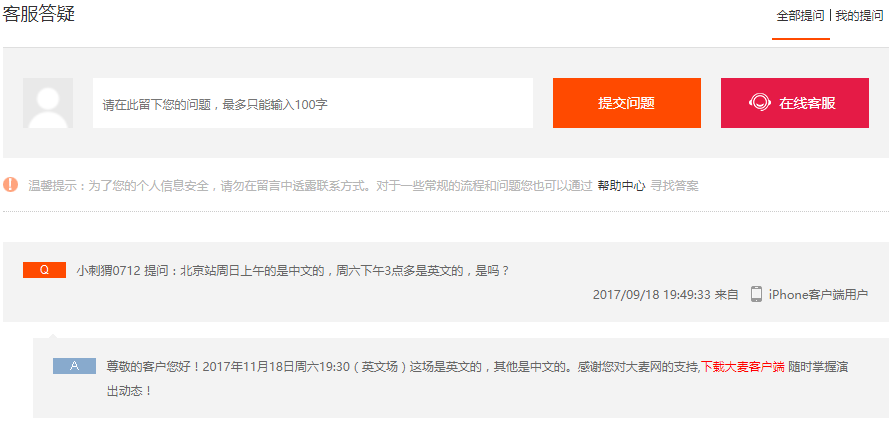 客服答疑
全部提问 | 我的提问
请在此留下您的问题，最多只能输入100字
提交问题
在线客服
温馨提示：为了您的个人信息安全，请勿在留言中透露联系方式。对于一些常规的流程和问题您也可以通过 帮助中心 寻找答案
Q 小刺猬0712 提问：北京站周日上午的是中文的，周六下午3点多是英文的，是吗？
2017/09/18 19:49:33 来自 iPhone客户端用户
A 尊敬的客户您好！2017年11月18日周六19:30（英文场）这场是英文的，其他是中文的。感谢您对大麦网的支持,下载大麦客户端 随时掌握演
出动态！